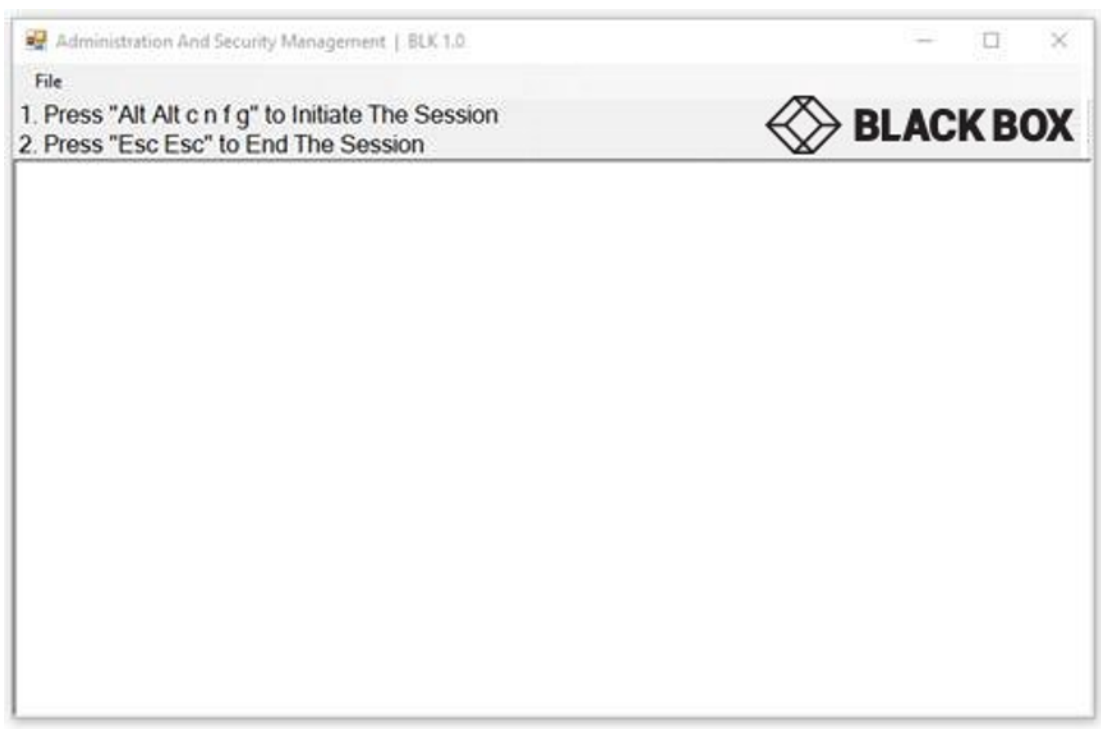 Administration And Security Management | BLK 1.0
File
1. Press "Alt Alt c n f g" to Initiate The Session
2. Press "Esc Esc" to End The Session
BLACK BOX